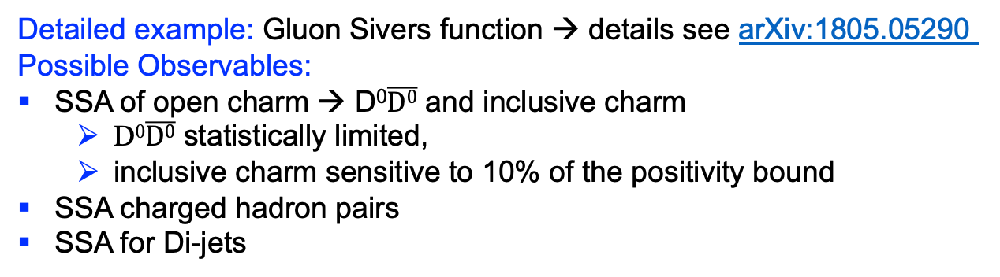 Detailed example: Gluon Sivers function → details see arXiv:1805.05290
Possible Observables:
▪ SSA of open charm → D⁰D̅⁰ and inclusive charm
➢ D⁰D̅⁰ statistically limited,
➢ inclusive charm sensitive to 10% of the positivity bound
▪ SSA charged hadron pairs
▪ SSA for Di-jets